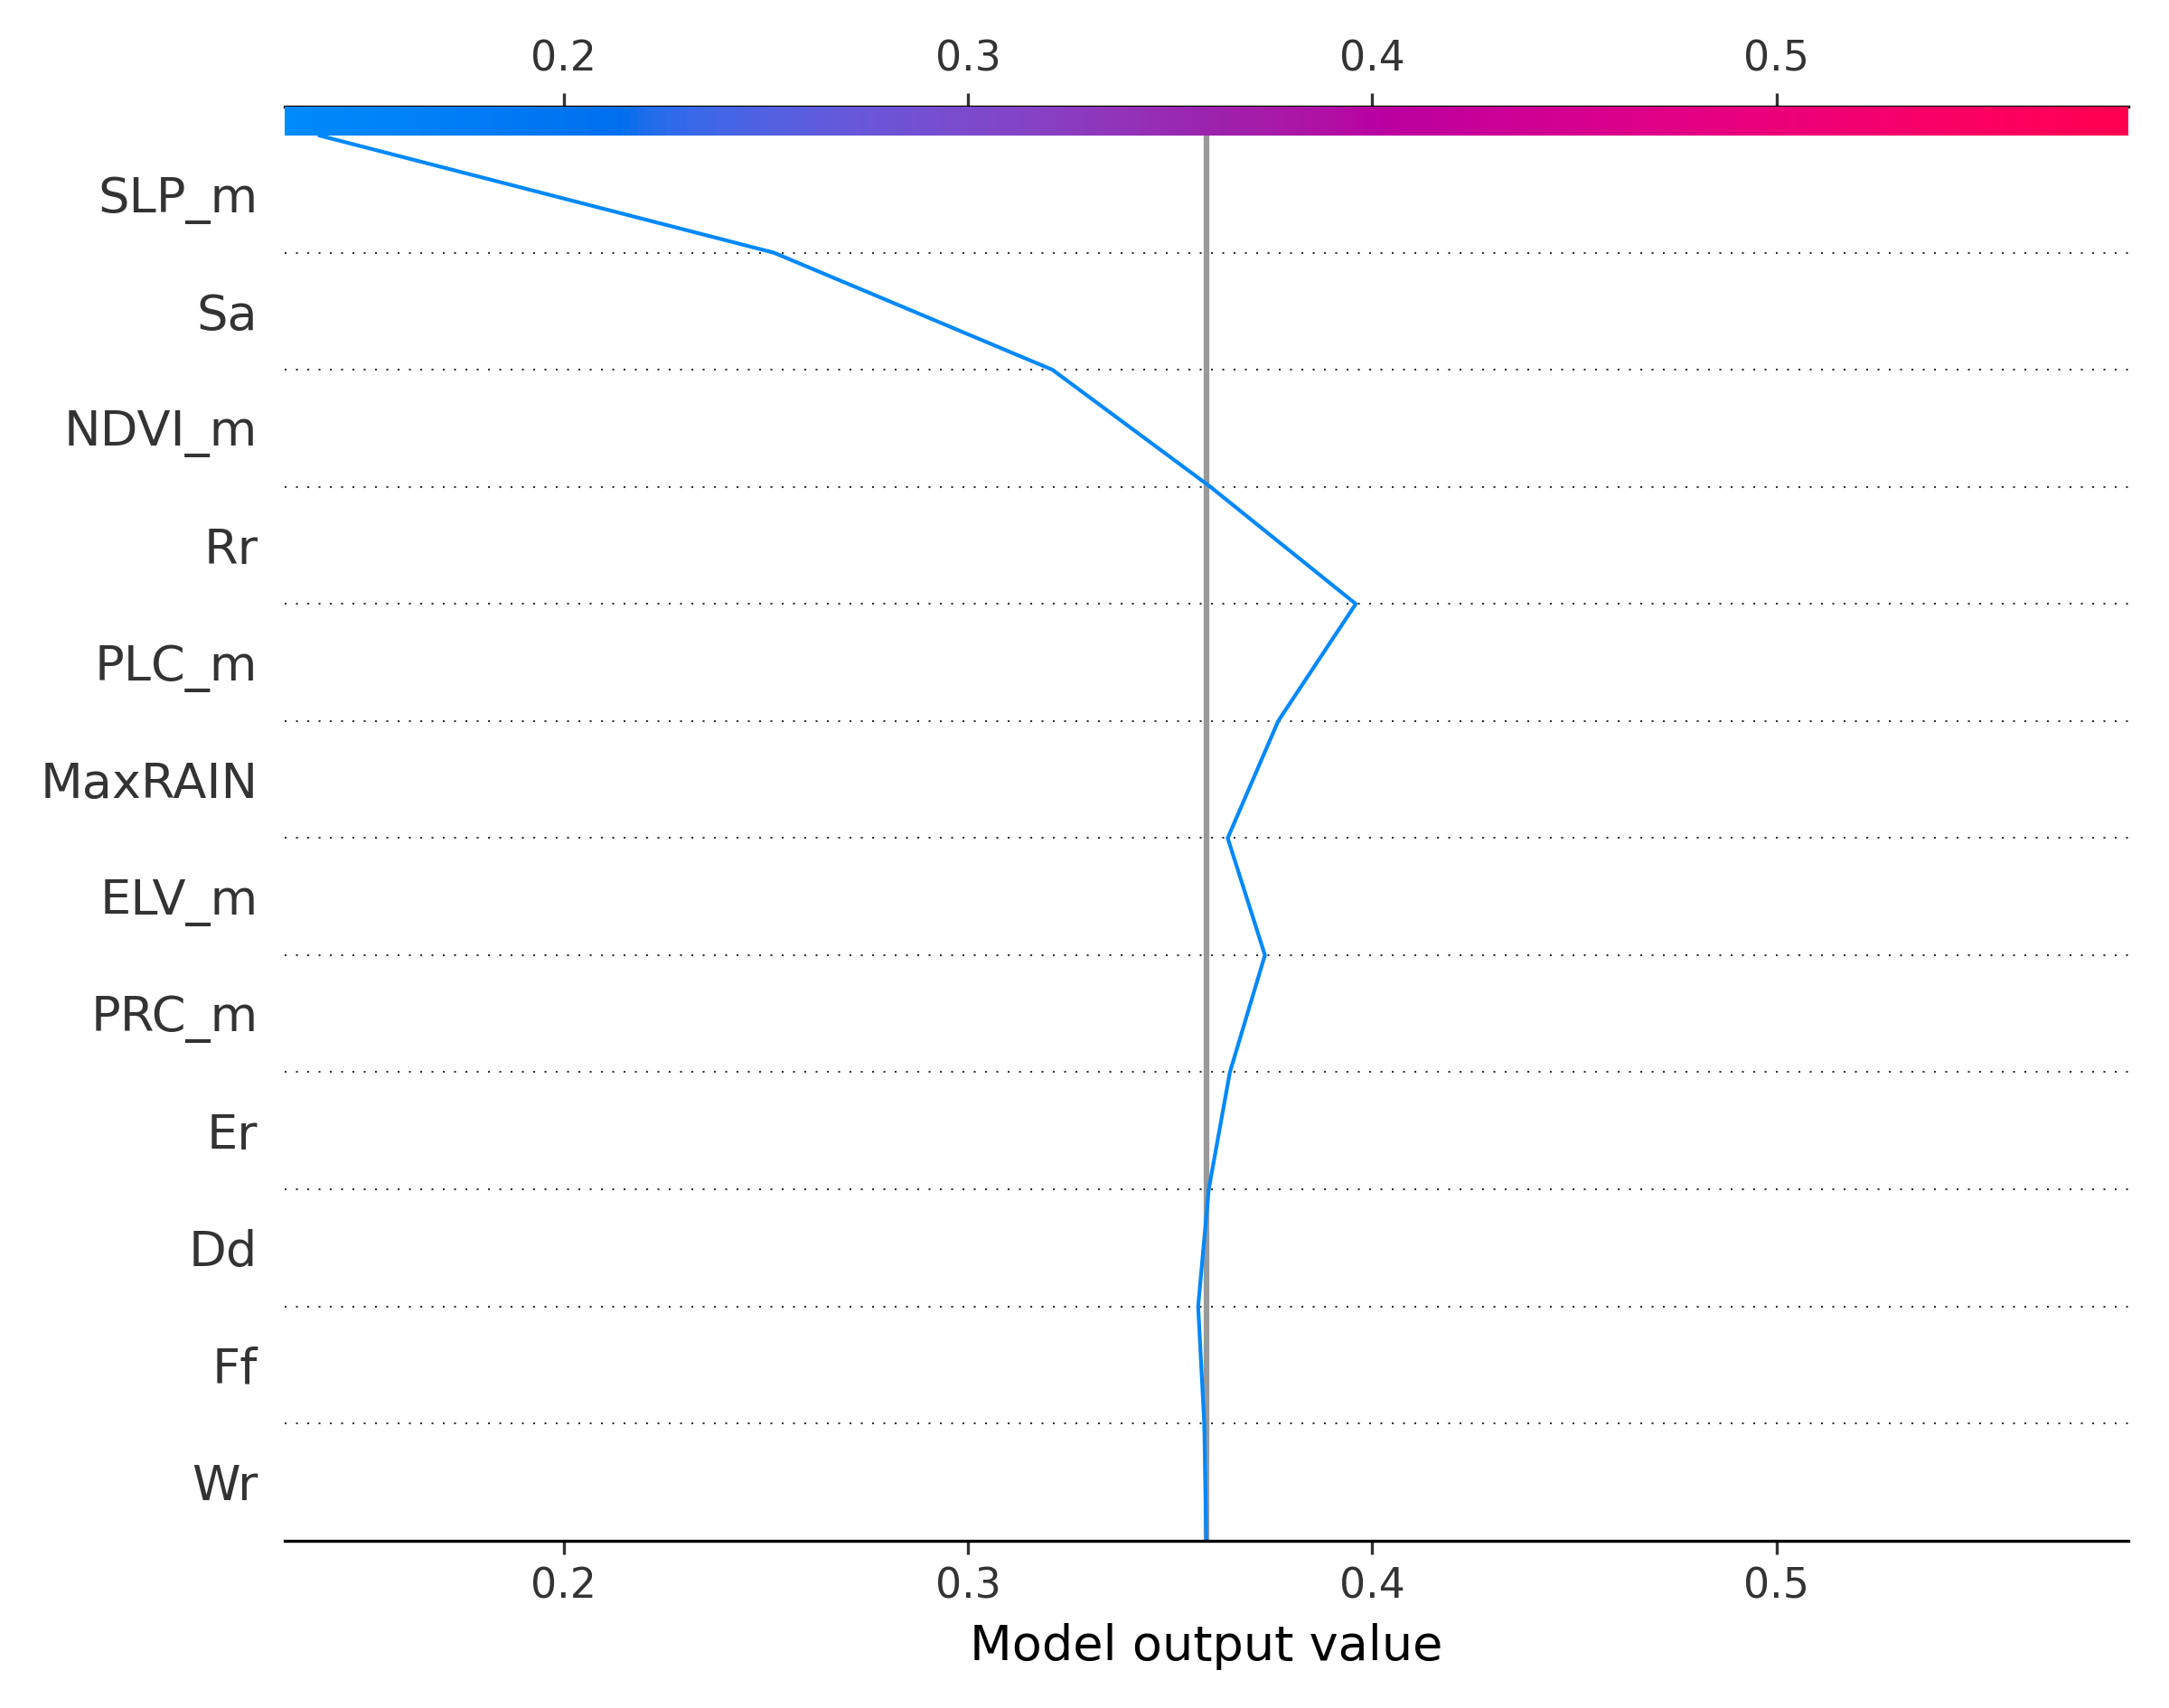 0.2 0.3 0.4 0.5
SLP_m
Sa
NDVI_m
Rr
PLC_m
MaxRAIN
ELV_m
PRC_m
Er
Dd
Ff
Wr
0.2 0.3 0.4 0.5
Model output value